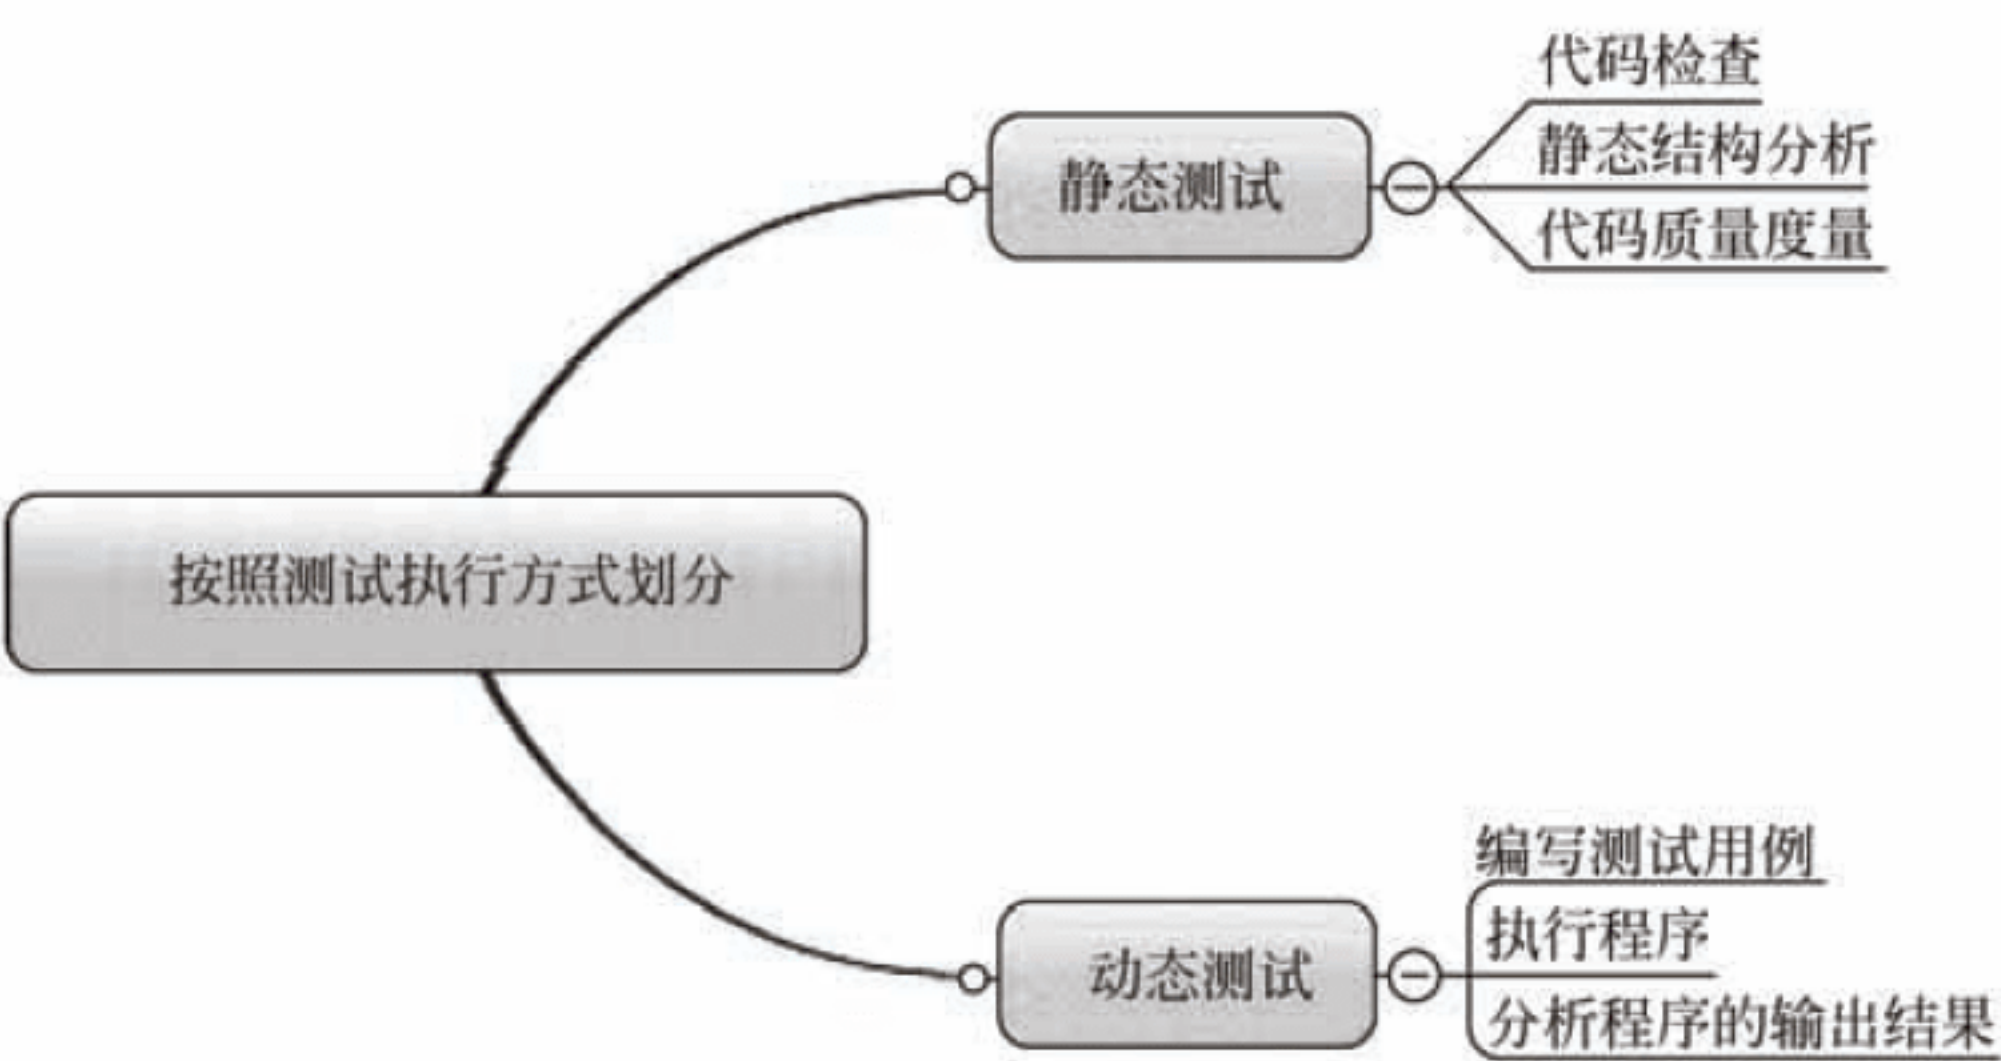 代码检查
静态结构分析
代码质量度量
静态测试
按照测试执行方式划分
动态测试
编写测试用例
执行程序
分析程序的输出结果